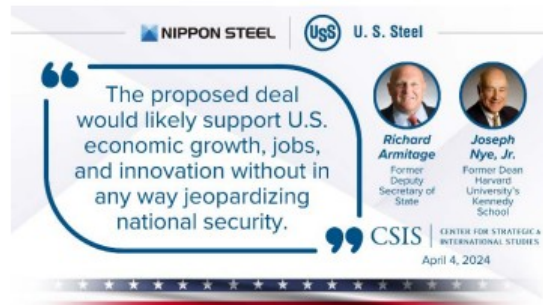 NIPPON STEEL
USS
U. S. Steel
The proposed deal
would likely support U.S.
economic growth, jobs,
and innovation without in
any way jeopardizing
national security.
Richard
Armitage
Former
Deputy
Secretary of
State
Joseph
Nye, Jr.
Former Dean
Harvard
University's
Kennedy
School
CSIS
CENTER FOR STRATEGIC &
INTERNATIONAL STUDIES
April 4, 2024